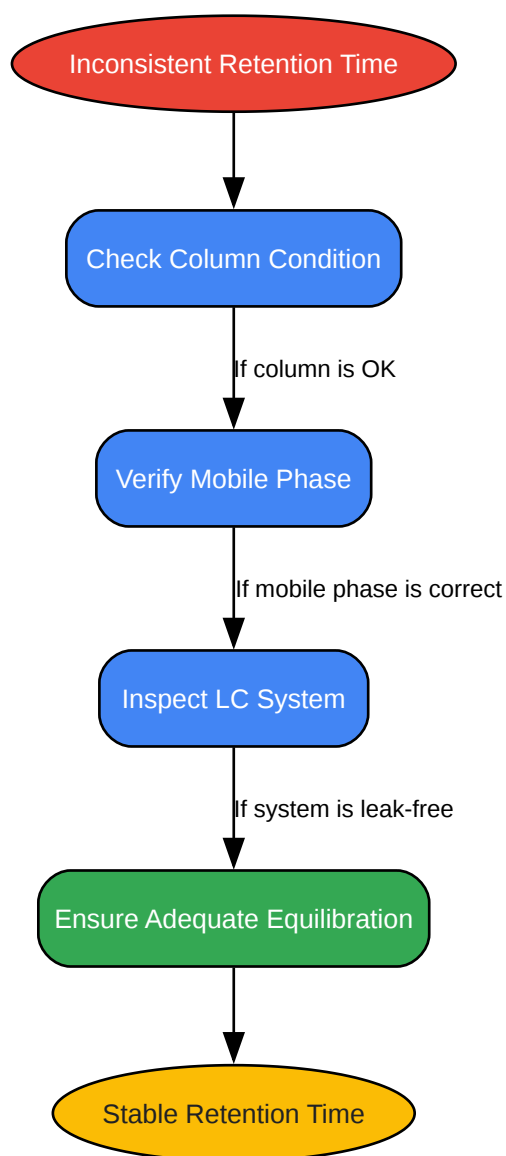 Inconsistent Retention Time
Check Column Condition
If column is OK
Verify Mobile Phase
If mobile phase is correct
Inspect LC System
If system is leak-free
Ensure Adequate Equilibration
Stable Retention Time